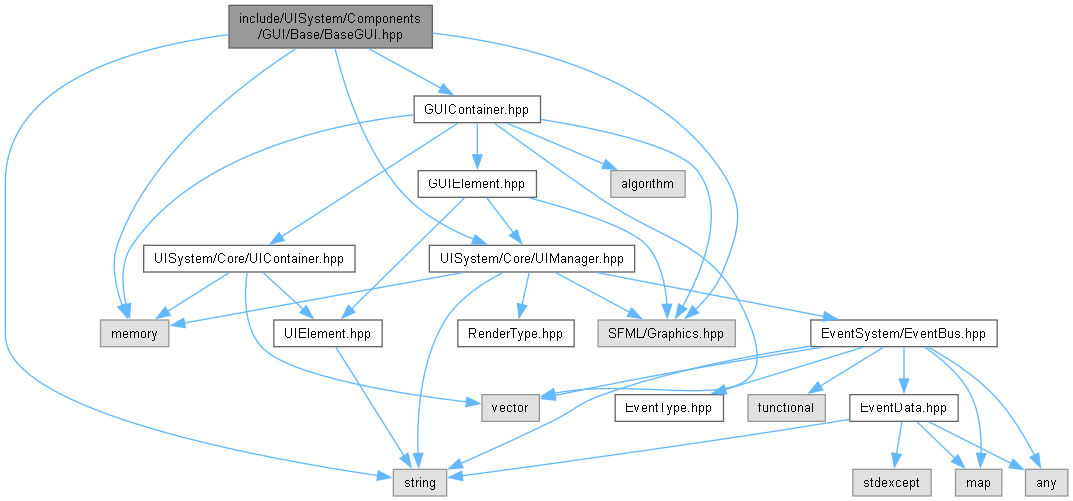 include/UISystem/Components
/GUI/Base/BaseGUI.hpp
GUIContainer.hpp
GUIElement.hpp
algorithm
UISystem/Core/UIContainer.hpp
UISystem/Core/UIManager.hpp
memory
UIElement.hpp
RenderType.hpp
SFML/Graphics.hpp
EventSystem/EventBus.hpp
vector
EventType.hpp
functional
EventData.hpp
string
stdexcept
map
any